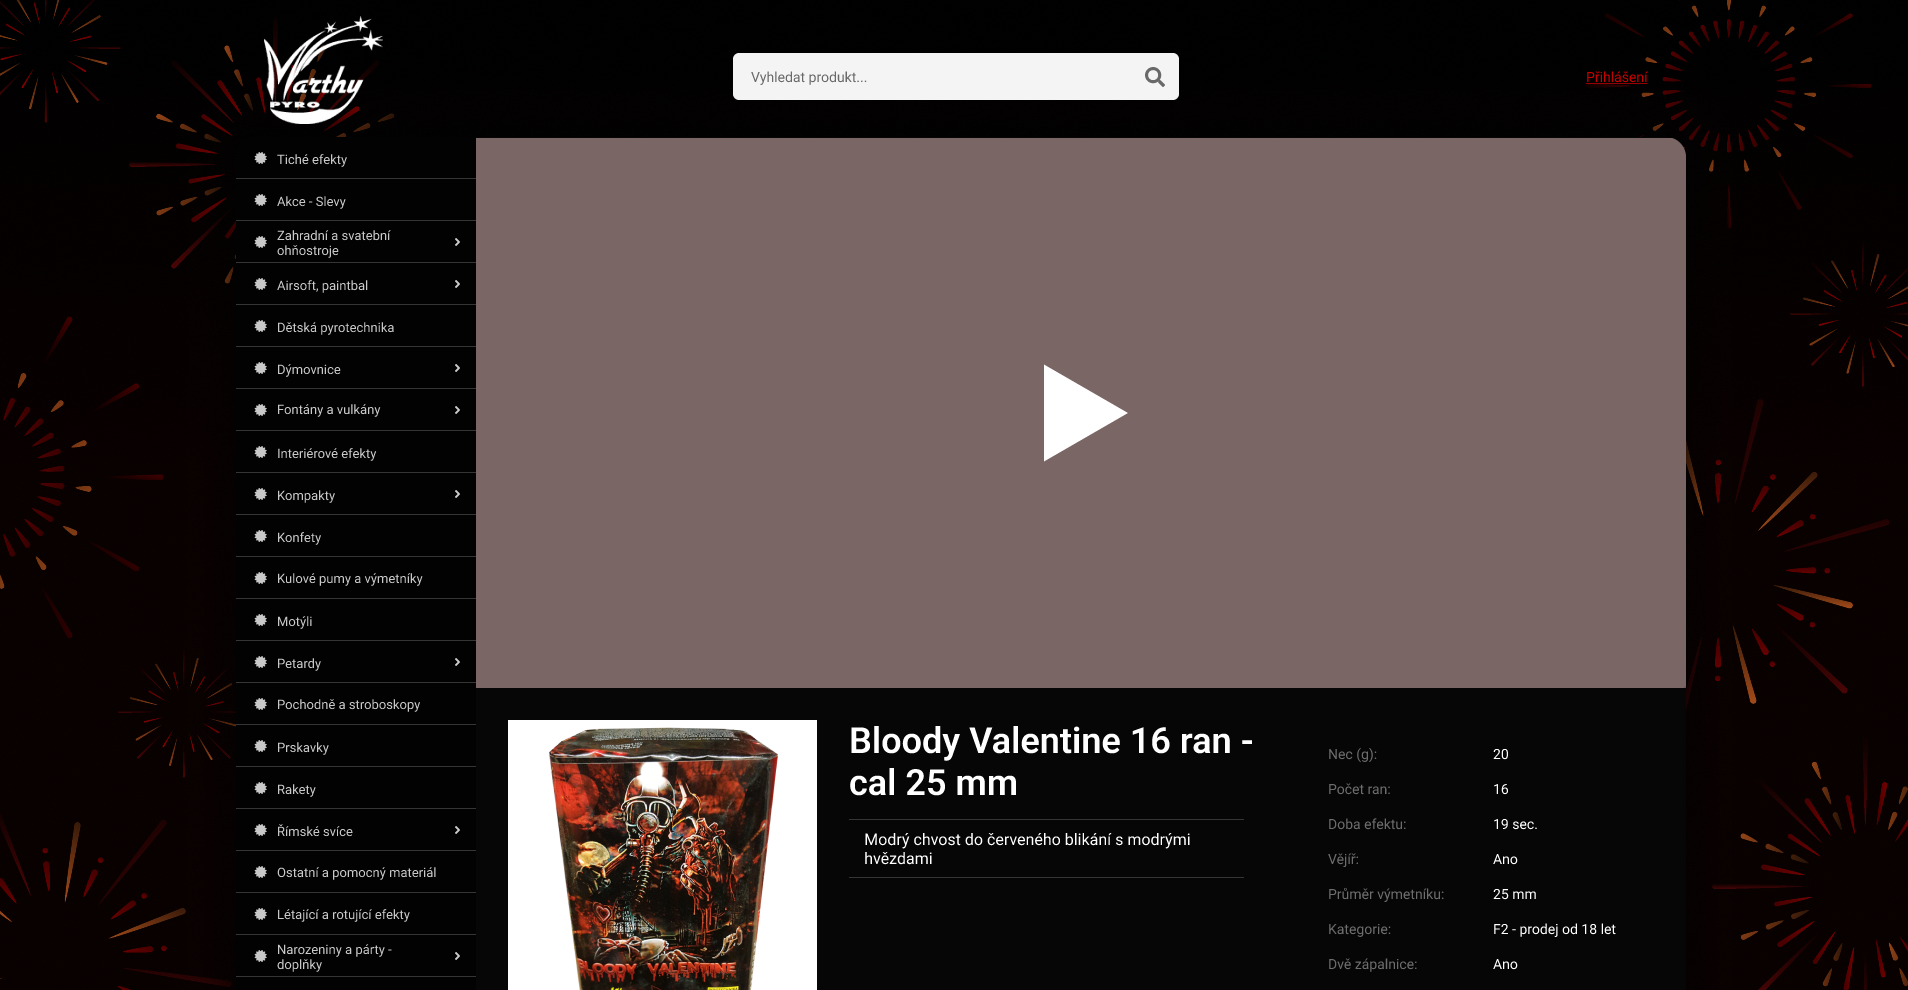 Marthy
PYRO
Vyhledat produkt...
Přihlášení
Tiché efekty
Akce - Slevy
Zahradní a svatební
ohňostroje
Airsoft, paintbal
Dětská pyrotechnika
Dýmovnice
Fontány a vulkány
Interiérové efekty
Kompakty
Konfety
Kulové pumy a výmetníky
Motýli
Petardy
Pochodně a stroboskopy
Prskavky
Rakety
Římské svíce
Ostatní a pomocný materiál
Létající a rotující efekty
Narozeniny a párty -
doplňky
BLOODY VALENTINE
Bloody Valentine 16 ran -
cal 25 mm
Modrý chvost do červeného blikání s modrými
hvězdami
Nec (g): 20
Počet ran: 16
Doba efektu: 19 sec.
Vějíř: Ano
Průměr výmetníku: 25 mm
Kategorie: F2 - prodej od 18 let
Dvě zápalnice: Ano